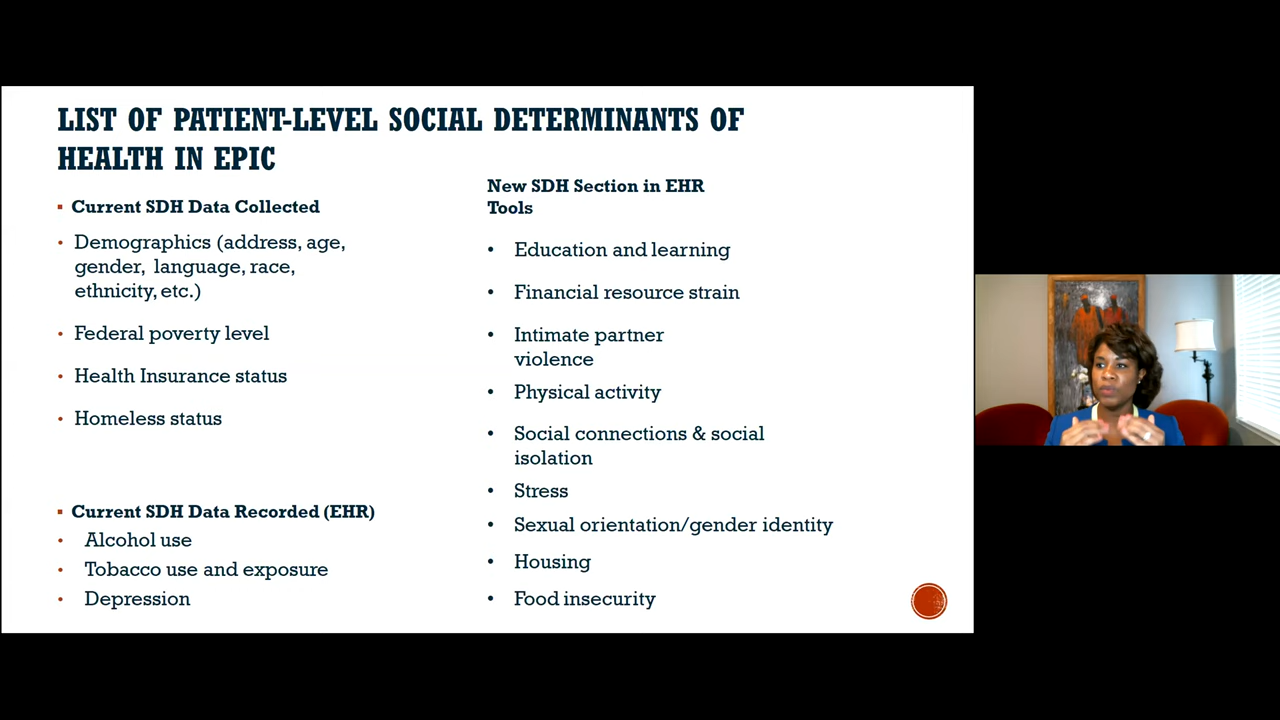 LIST OF PATIENT-LEVEL SOCIAL DETERMINANTS OF
HEALTH IN EPIC
Current SDH Data Collected
Demographics (address, age,
gender, language, race,
ethnicity, etc.)
Federal poverty level
Health Insurance status
Homeless status
Current SDH Data Recorded (EHR)
Alcohol use
Tobacco use and exposure
Depression
New SDH Section in EHR
Tools
Education and learning
Financial resource strain
Intimate partner
violence
Physical activity
Social connections & social
isolation
Stress
Sexual orientation/gender identity
Housing
Food insecurity